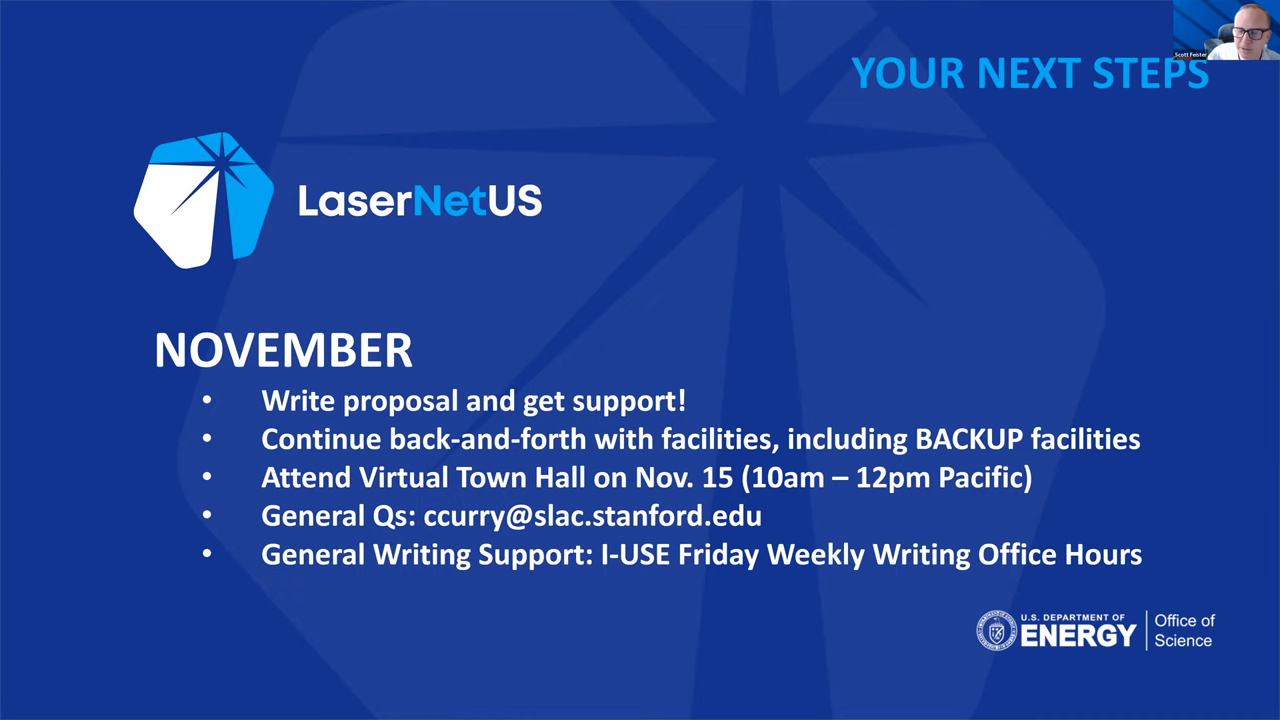 Scott Feister
YOUR NEXT STEPS
LaserNetUS
NOVEMBER
• Write proposal and get support!
• Continue back-and-forth with facilities, including BACKUP facilities
• Attend Virtual Town Hall on Nov. 15 (10am – 12pm Pacific)
• General Qs: ccurry@slac.stanford.edu
• General Writing Support: I-USE Friday Weekly Writing Office Hours
U.S. DEPARTMENT OF
ENERGY
Office of
Science